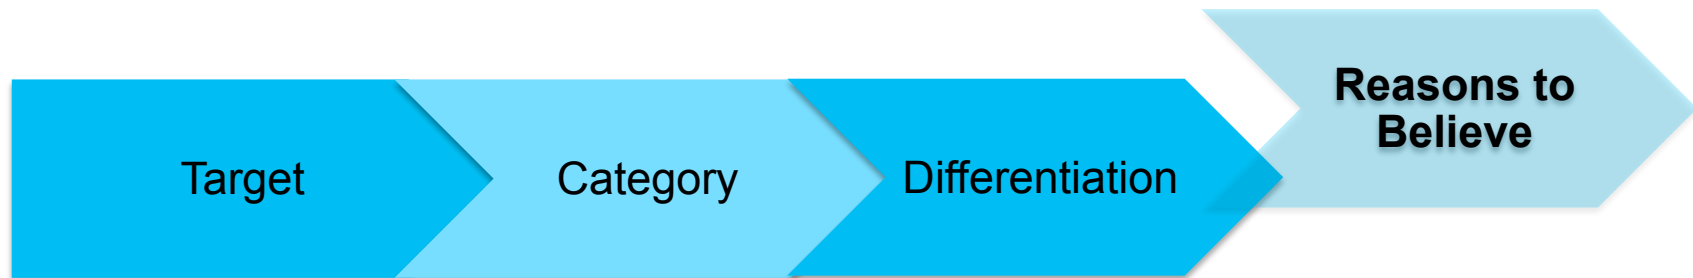 Target
Category
Differentiation
Reasons to
Believe